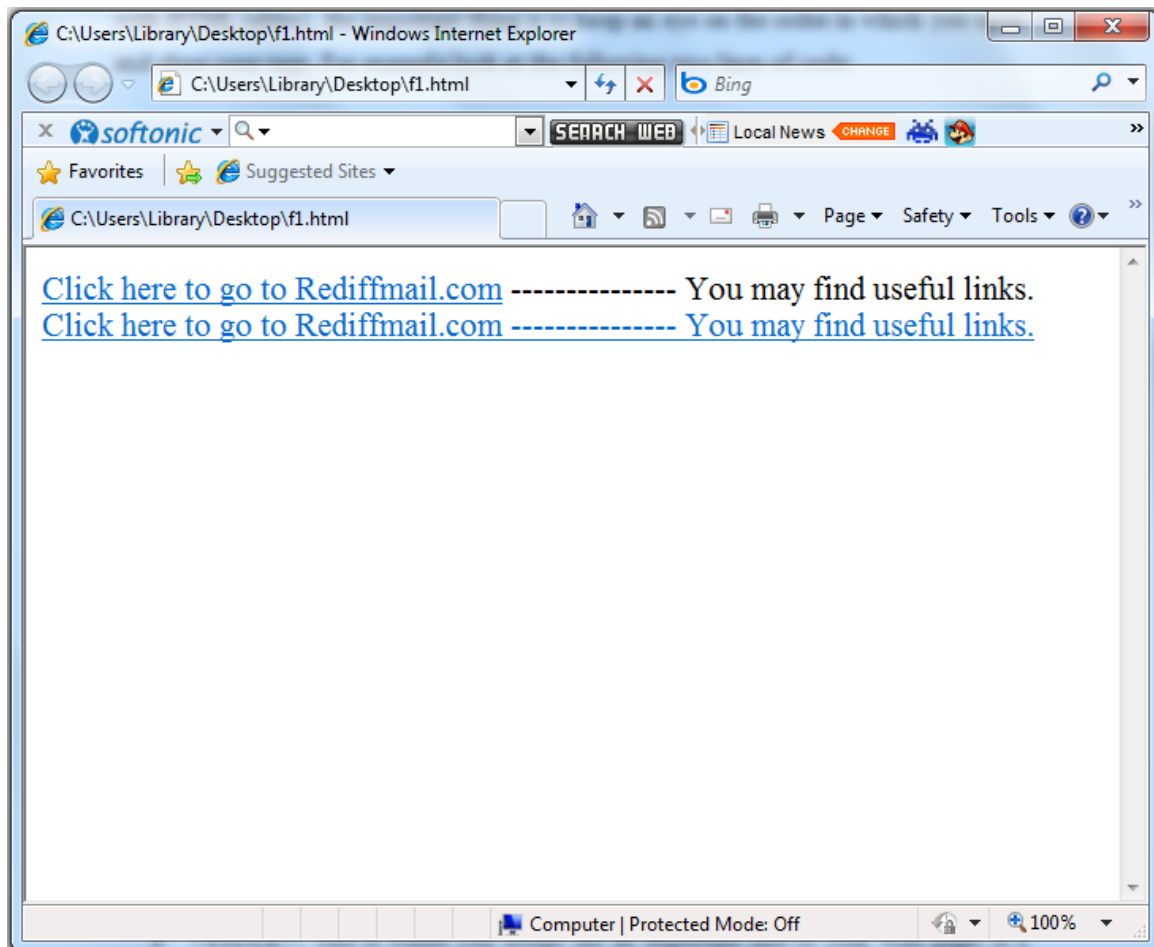 C:\Users\Library\Desktop\f1.html - Windows Internet Explorer
C:\Users\Library\Desktop\f1.html Bing
softonic SEARCH WEB Local News CHANGE »
Favorites Suggested Sites
C:\Users\Library\Desktop\f1.html Page Safety Tools »
Click here to go to Rediffmail.com --------------- You may find useful links.
Click here to go to Rediffmail.com --------------- You may find useful links.
Computer | Protected Mode: Off 100%